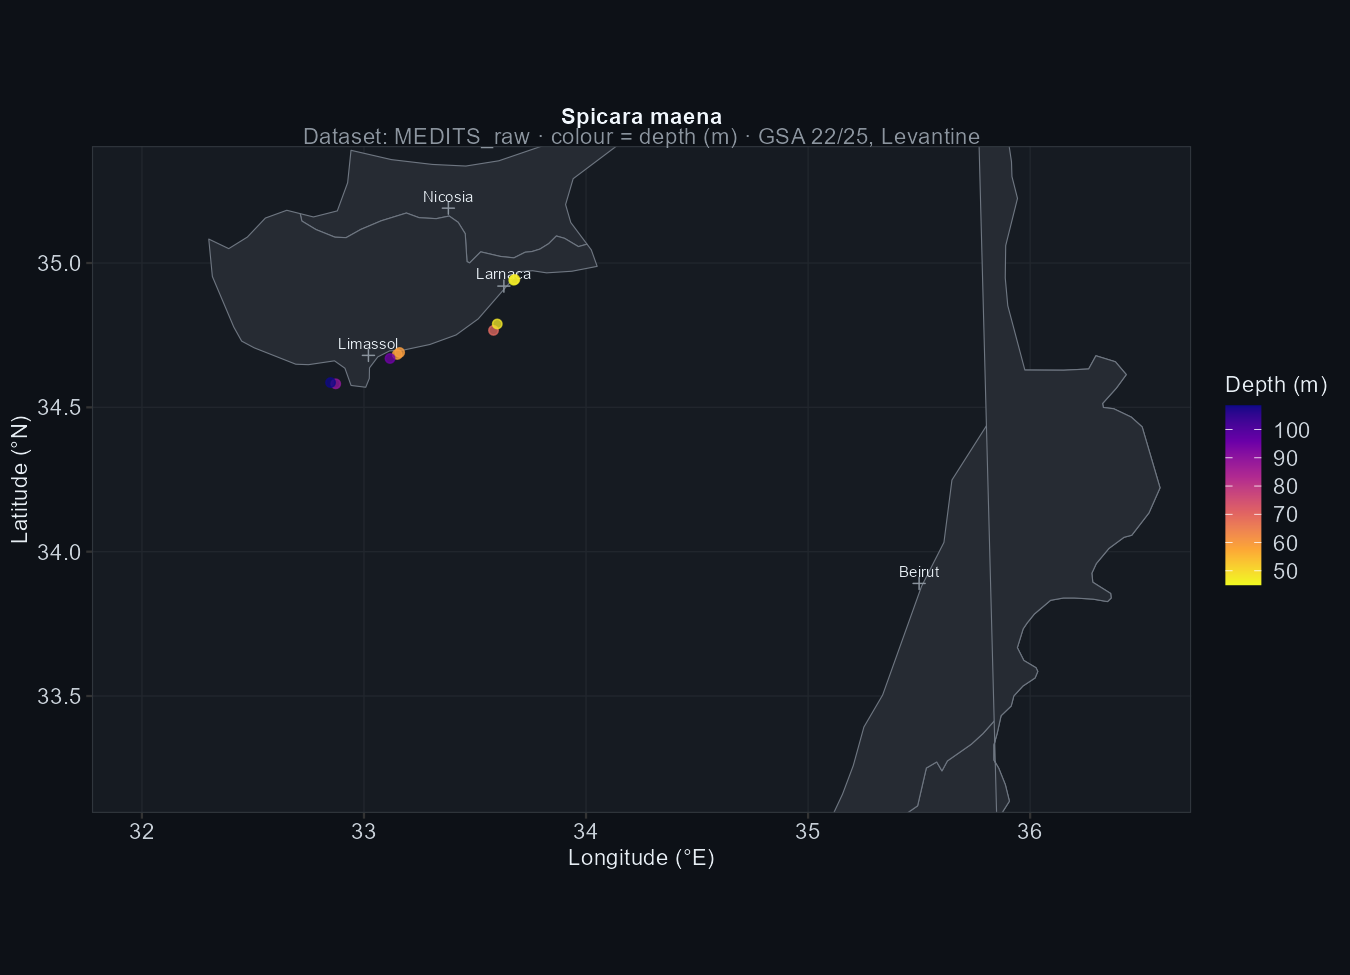 Spicara maena
Dataset: MEDITS_raw · colour = depth (m) · GSA 22/25, Levantine
Nicosia
35.0
Larnaca
Limassol
Depth (m)
34.5
100
90
80
70
60
50
Latitude (°N)
34.0
Beirut
33.5
32 33 34 35 36
Longitude (°E)